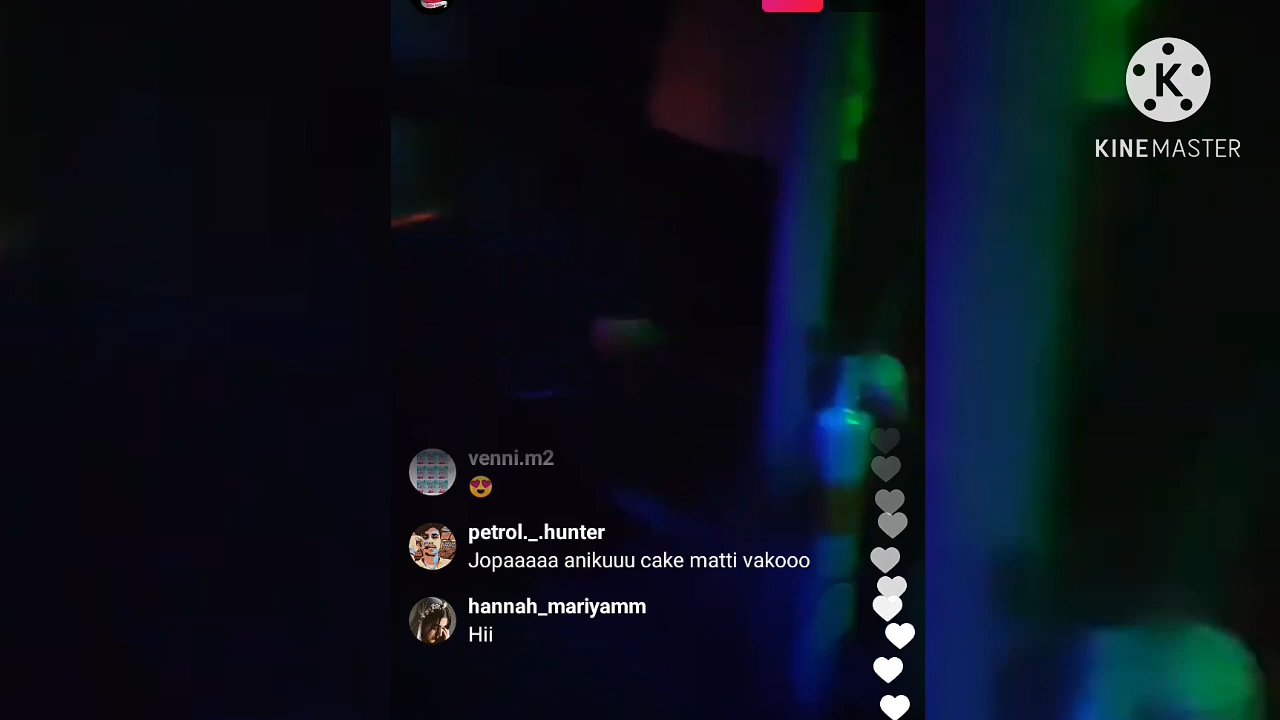 K
KINEMASTER
venni.m2
😍
petrol._.hunter
Jopaaaaa anikuuu cake matti vakooo
hannah_mariyamm
Hii